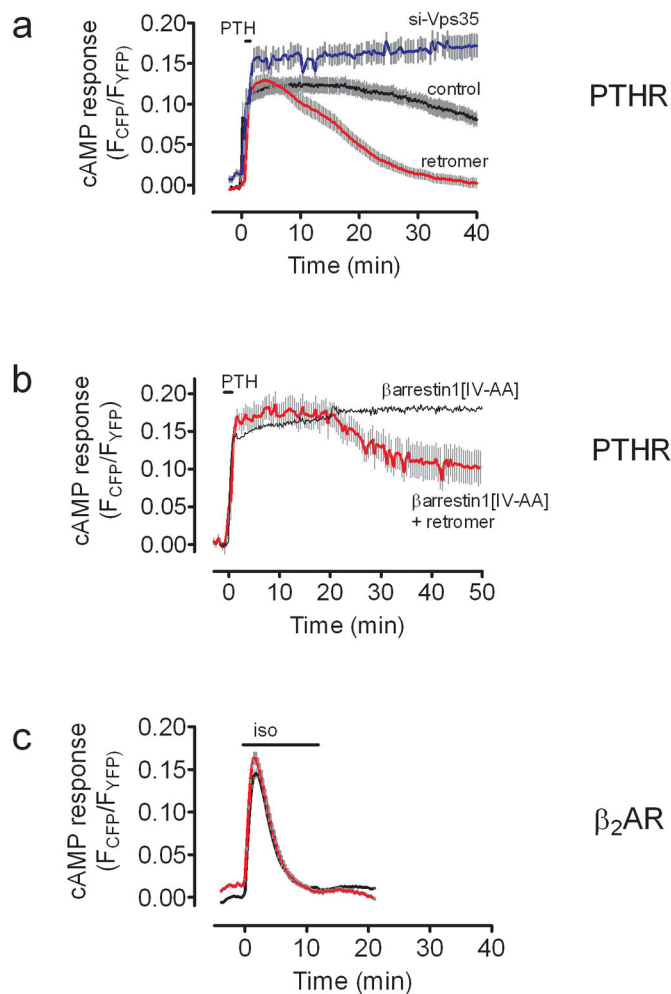 a
PTH
si-Vps35
control
retromer
PTHR
cAMP response
(FCFP/FYFP)
0.20
0.15
0.10
0.05
0.00
0 10 20 30 40
Time (min)
b
PTH
βarrestin1[IV-AA]
βarrestin1[IV-AA]
+ retromer
PTHR
cAMP response
(FCFP/FYFP)
0.20
0.15
0.10
0.05
0.00
0 10 20 30 40 50
Time (min)
c
iso
β2AR
cAMP response
(FCFP/FYFP)
0.20
0.15
0.10
0.05
0.00
0 10 20 30 40
Time (min)